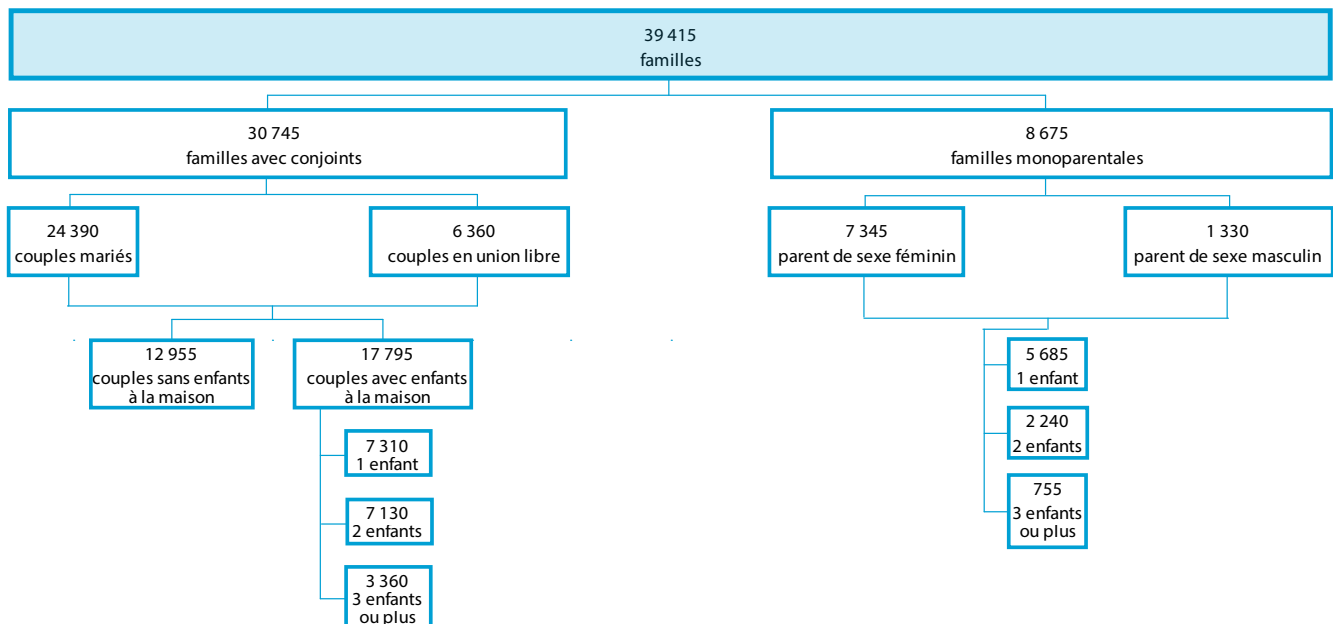 39 415
familles
30 745
familles avec conjoints
8 675
familles monoparentales
24 390
couples mariés
6 360
couples en union libre
7 345
parent de sexe féminin
1 330
parent de sexe masculin
12 955
couples sans enfants
à la maison
17 795
couples avec enfants
à la maison
7 310
1 enfant
7 130
2 enfants
3 360
3 enfants
ou plus
5 685
1 enfant
2 240
2 enfants
755
3 enfants
ou plus